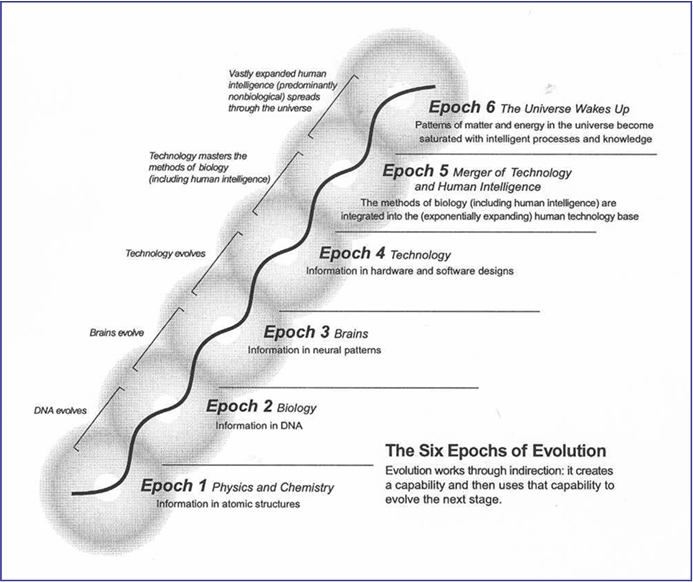 Vastly expanded human
intelligence (predominantly
nonbiological) spreads
through the universe
Epoch 6 The Universe Wakes Up
Patterns of matter and energy in the universe become
saturated with intelligent processes and knowledge
Technology masters the
methods of biology
(including human intelligence)
Epoch 5 Merger of Technology
and Human Intelligence
The methods of biology (including human intelligence) are
integrated into the (exponentially expanding) human technology base
Technology evolves
Epoch 4 Technology
Information in hardware and software designs
Brains evolve
Epoch 3 Brains
Information in neural patterns
DNA evolves
Epoch 2 Biology
Information in DNA
Epoch 1 Physics and Chemistry
Information in atomic structures
The Six Epochs of Evolution
Evolution works through indirection: it creates
a capability and then uses that capability to
evolve the next stage.